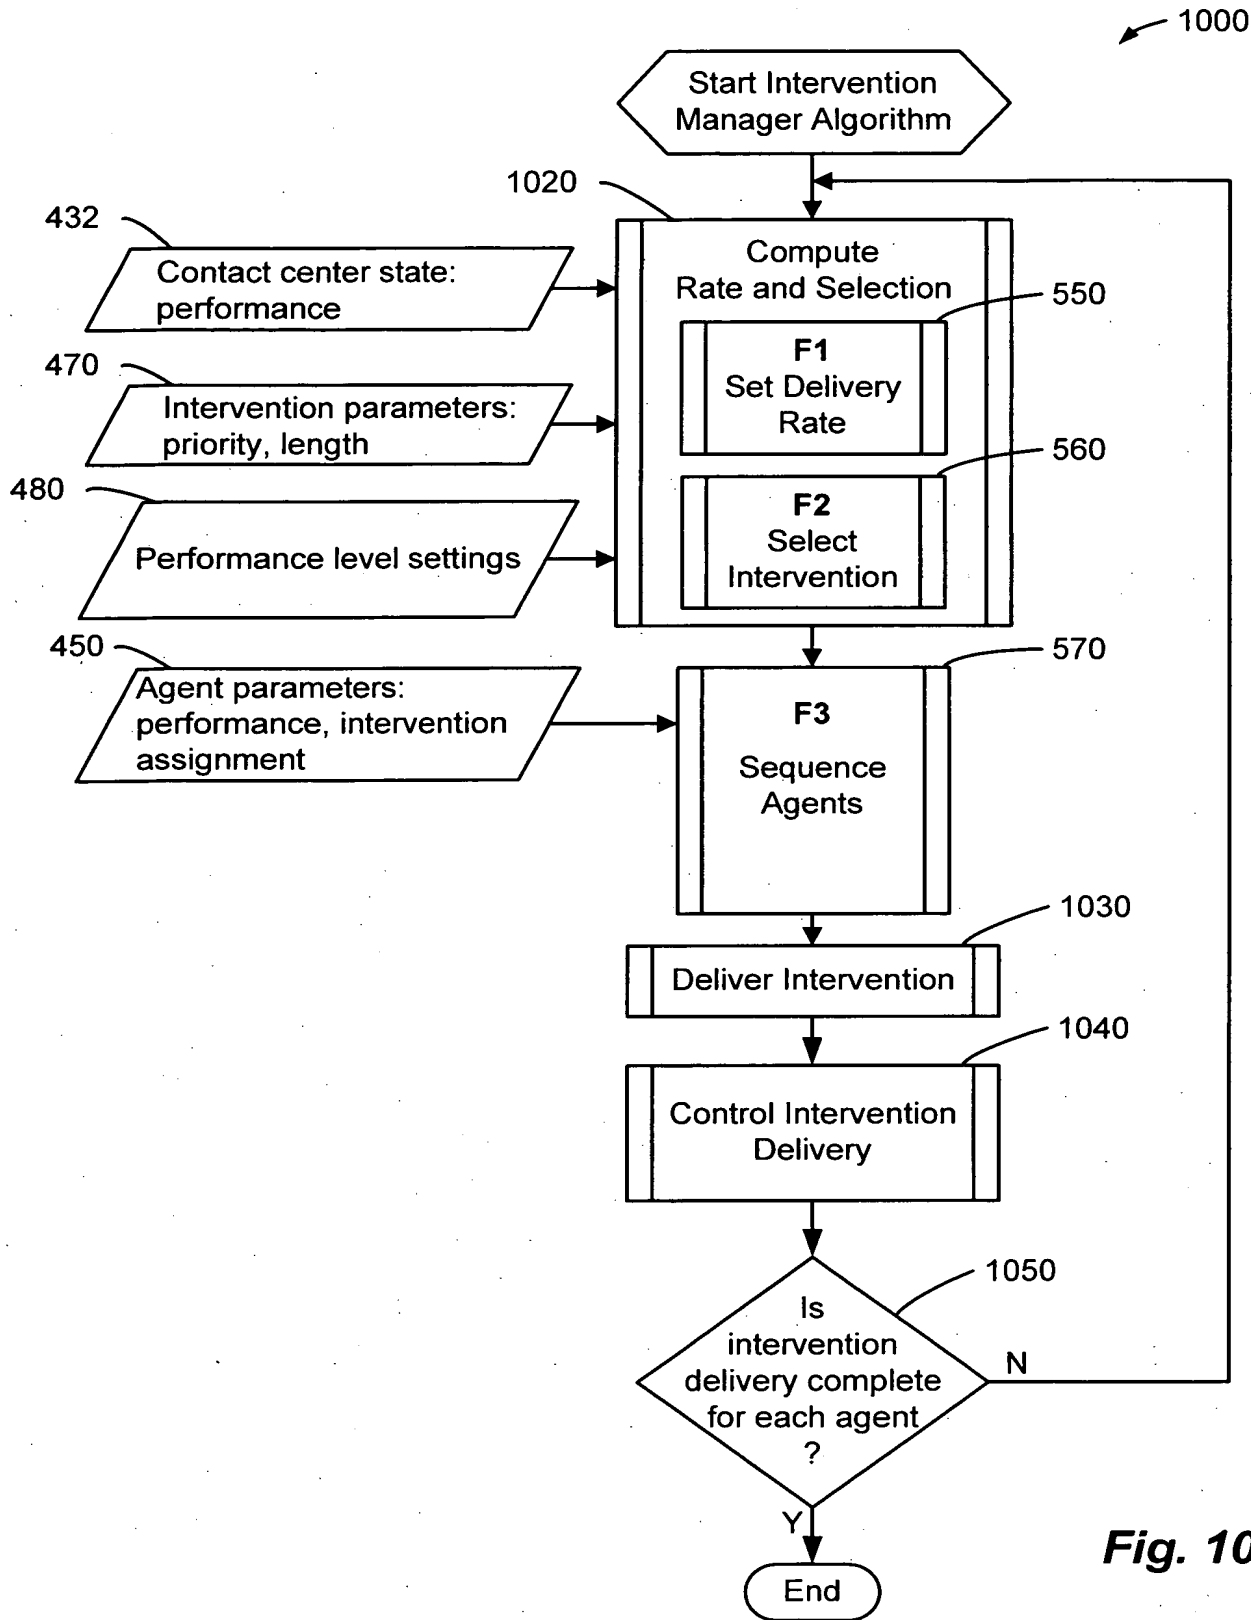 1000
Start Intervention
Manager Algorithm
1020
432
Contact center state:
performance
Compute
Rate and Selection
550
F1
Set Delivery
Rate
470
Intervention parameters:
priority, length
560
F2
Select
Intervention
480
Performance level settings
450
Agent parameters:
performance, intervention
assignment
570
F3
Sequence
Agents
1030
Deliver Intervention
1040
Control Intervention
Delivery
1050
Is
intervention
delivery complete
for each agent
?
N
Y
End
Fig. 10